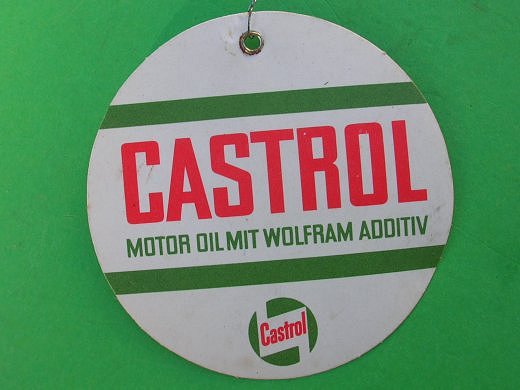 CASTROL
MOTOR OIL MIT WOLFRAM ADDITIV
Castrol